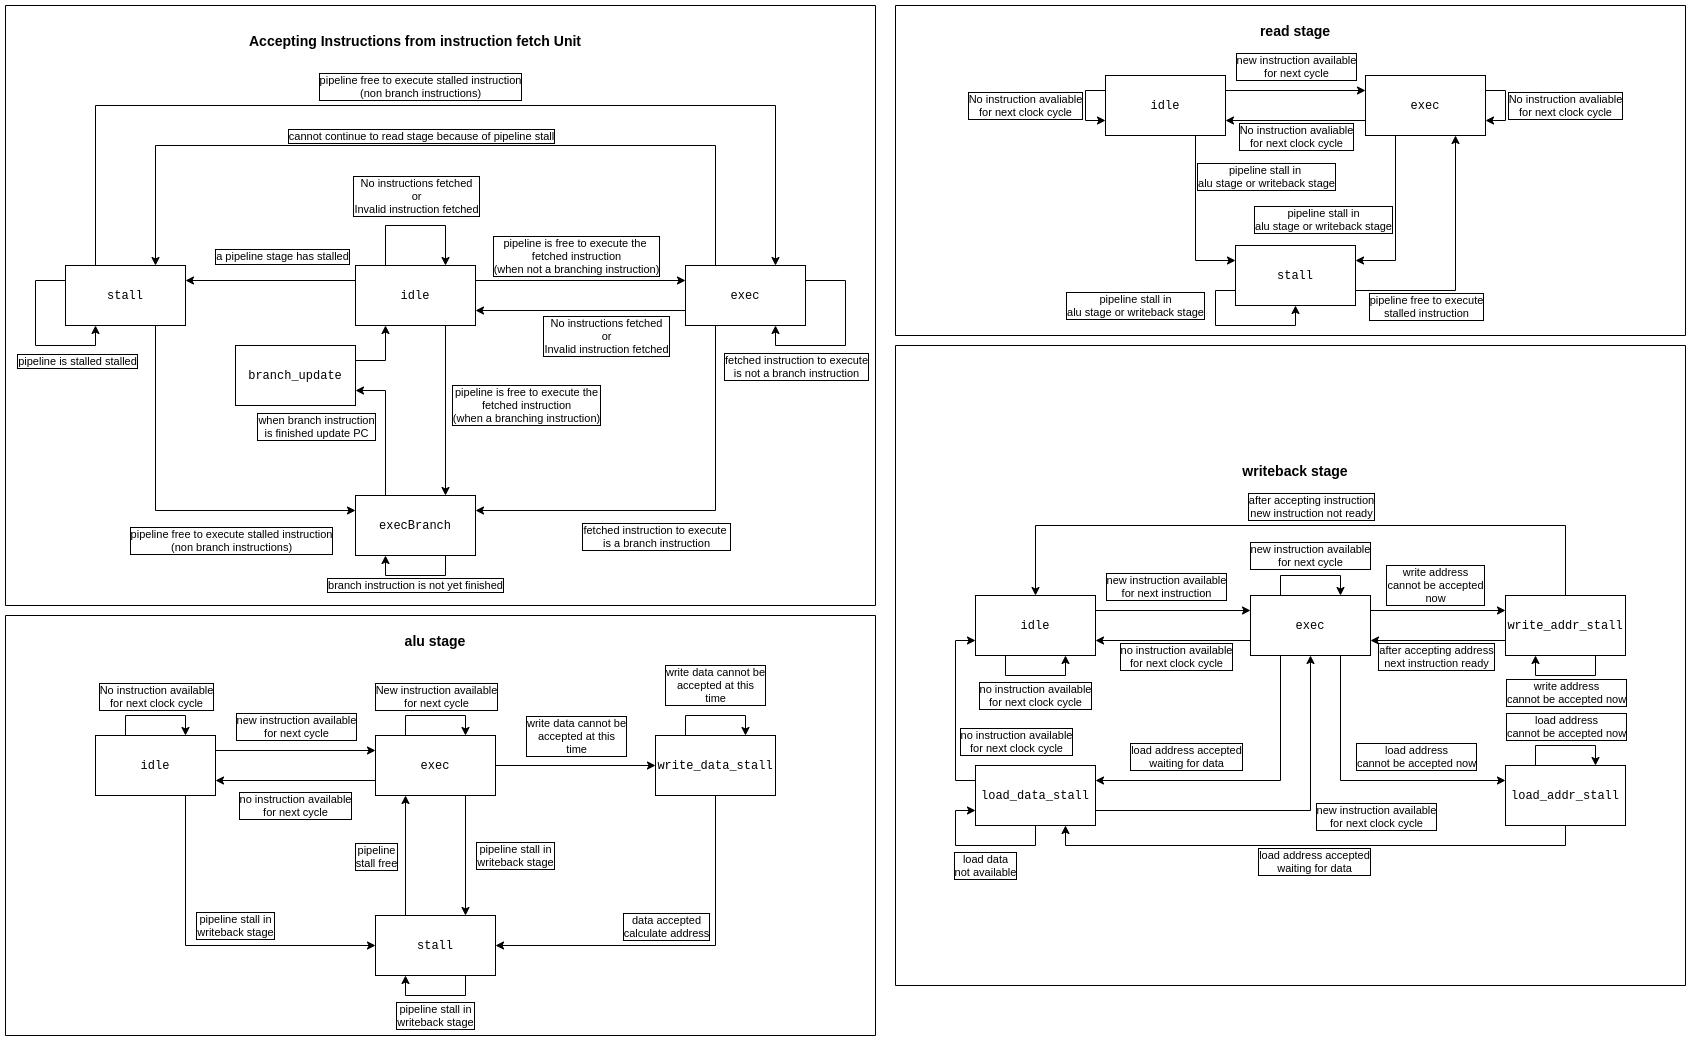 Accepting Instructions from instruction fetch Unit
pipeline free to execute stalled instruction
(non branch instructions)
cannot continue to read stage because of pipeline stall
No instructions fetched
or
Invalid instruction fetched
a pipeline stage has stalled
pipeline is free to execute the
fetched instruction
(when not a branching instruction)
stall
idle
exec
No instructions fetched
or
Invalid instruction fetched
pipeline is stalled stalled
fetched instruction to execute
is not a branch instruction
branch_update
pipeline is free to execute the
fetched instruction
(when a branching instruction)
when branch instruction
is finished update PC
execBranch
pipeline free to execute stalled instruction
(non branch instructions)
fetched instruction to execute
is a branch instruction
branch instruction is not yet finished
read stage
new instruction available
for next cycle
No instruction avaliable
for next clock cycle
idle
exec
No instruction avaliable
for next clock cycle
No instruction avaliable
for next clock cycle
pipeline stall in
alu stage or writeback stage
pipeline stall in
alu stage or writeback stage
stall
pipeline stall in
alu stage or writeback stage
pipeline free to execute
stalled instruction
alu stage
No instruction available
for next clock cycle
New instruction available
for next cycle
write data cannot be
accepted at this
time
new instruction available
for next cycle
write data cannot be
accepted at this
time
idle
exec
write_data_stall
no instruction available
for next cycle
pipeline
stall free
pipeline stall in
writeback stage
pipeline stall in
writeback stage
data accepted
calculate address
stall
pipeline stall in
writeback stage
writeback stage
after accepting instruction
new instruction not ready
new instruction available
for next cycle
new instruction available
for next instruction
write address
cannot be accepted
now
idle
exec
write_addr_stall
no instruction available
for next clock cycle
after accepting address
next instruction ready
no instruction available
for next clock cycle
write address
cannot be accepted now
load address
cannot be accepted now
no instruction available
for next clock cycle
load address accepted
waiting for data
load address
cannot be accepted now
load_data_stall
load_addr_stall
new instruction available
for next clock cycle
load data
not available
load address accepted
waiting for data